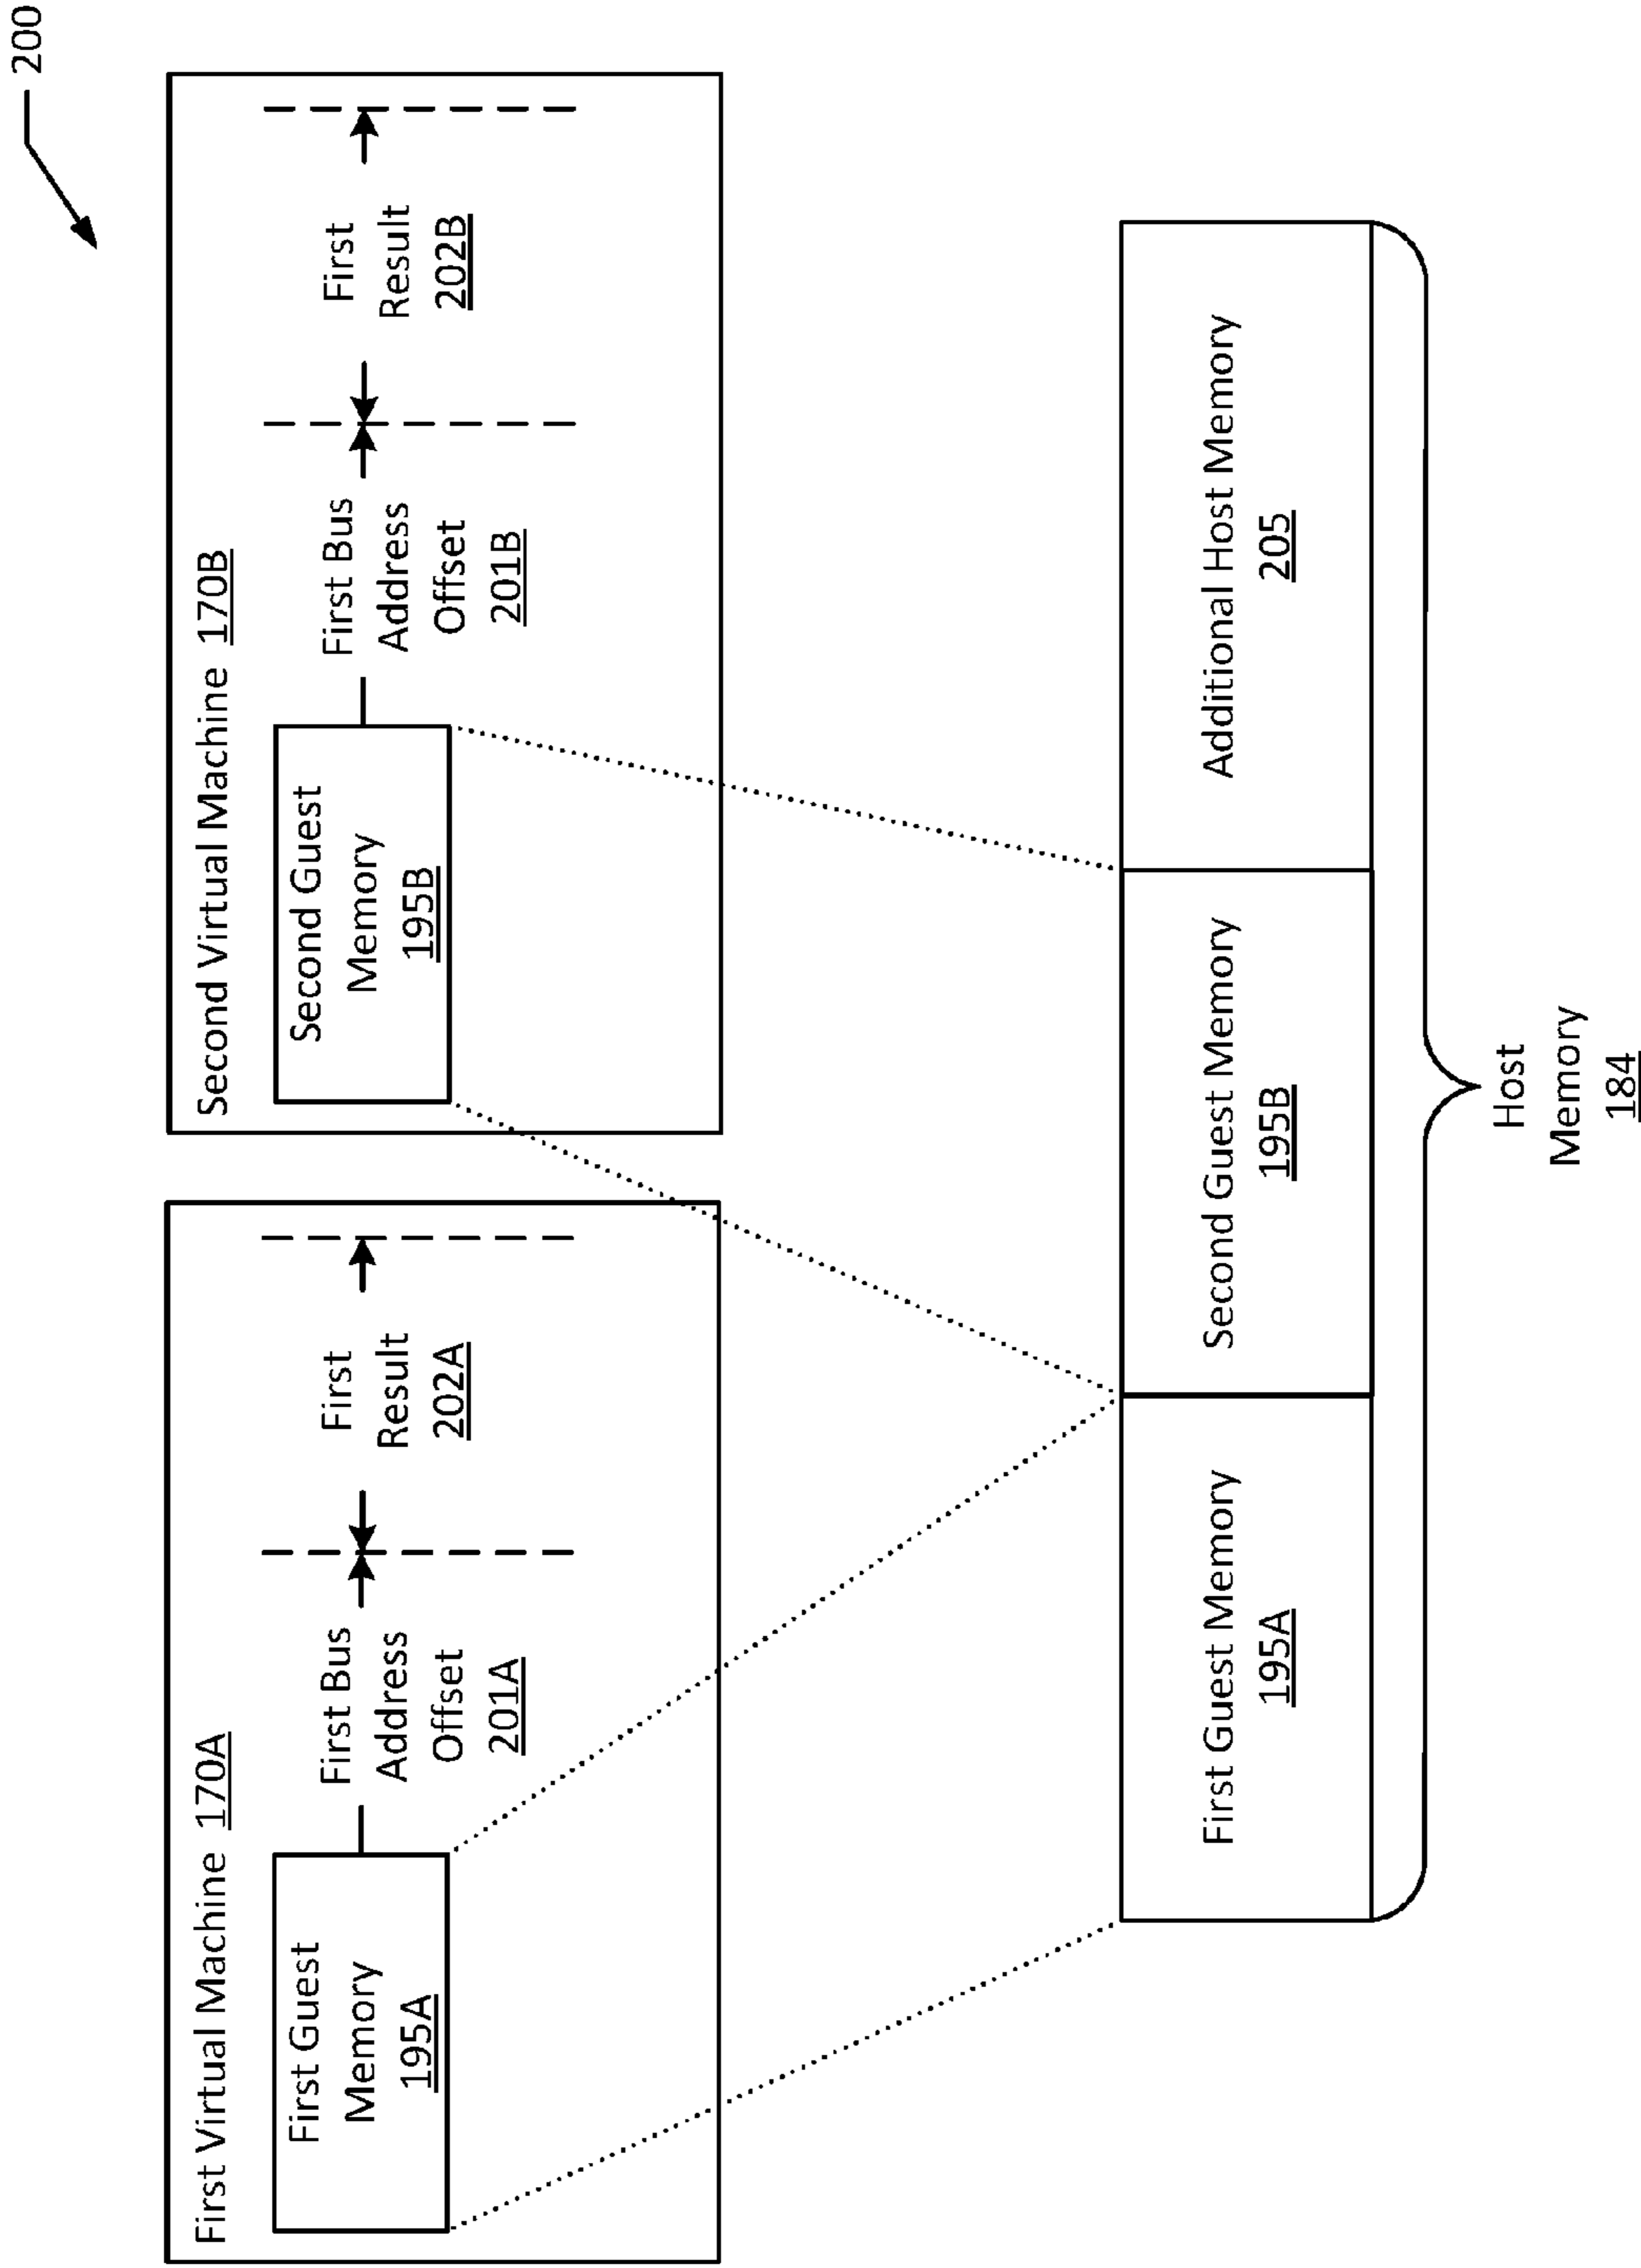 200
First Virtual Machine 170A
First Guest
Memory
195A
First Bus
Address
Offset
201A
First
Result
202A
Second Virtual Machine 170B
Second Guest
Memory
195B
First Bus
Address
Offset
201B
First
Result
202B
First Guest Memory
195A
Second Guest Memory
195B
Additional Host Memory
205
Host
Memory
184